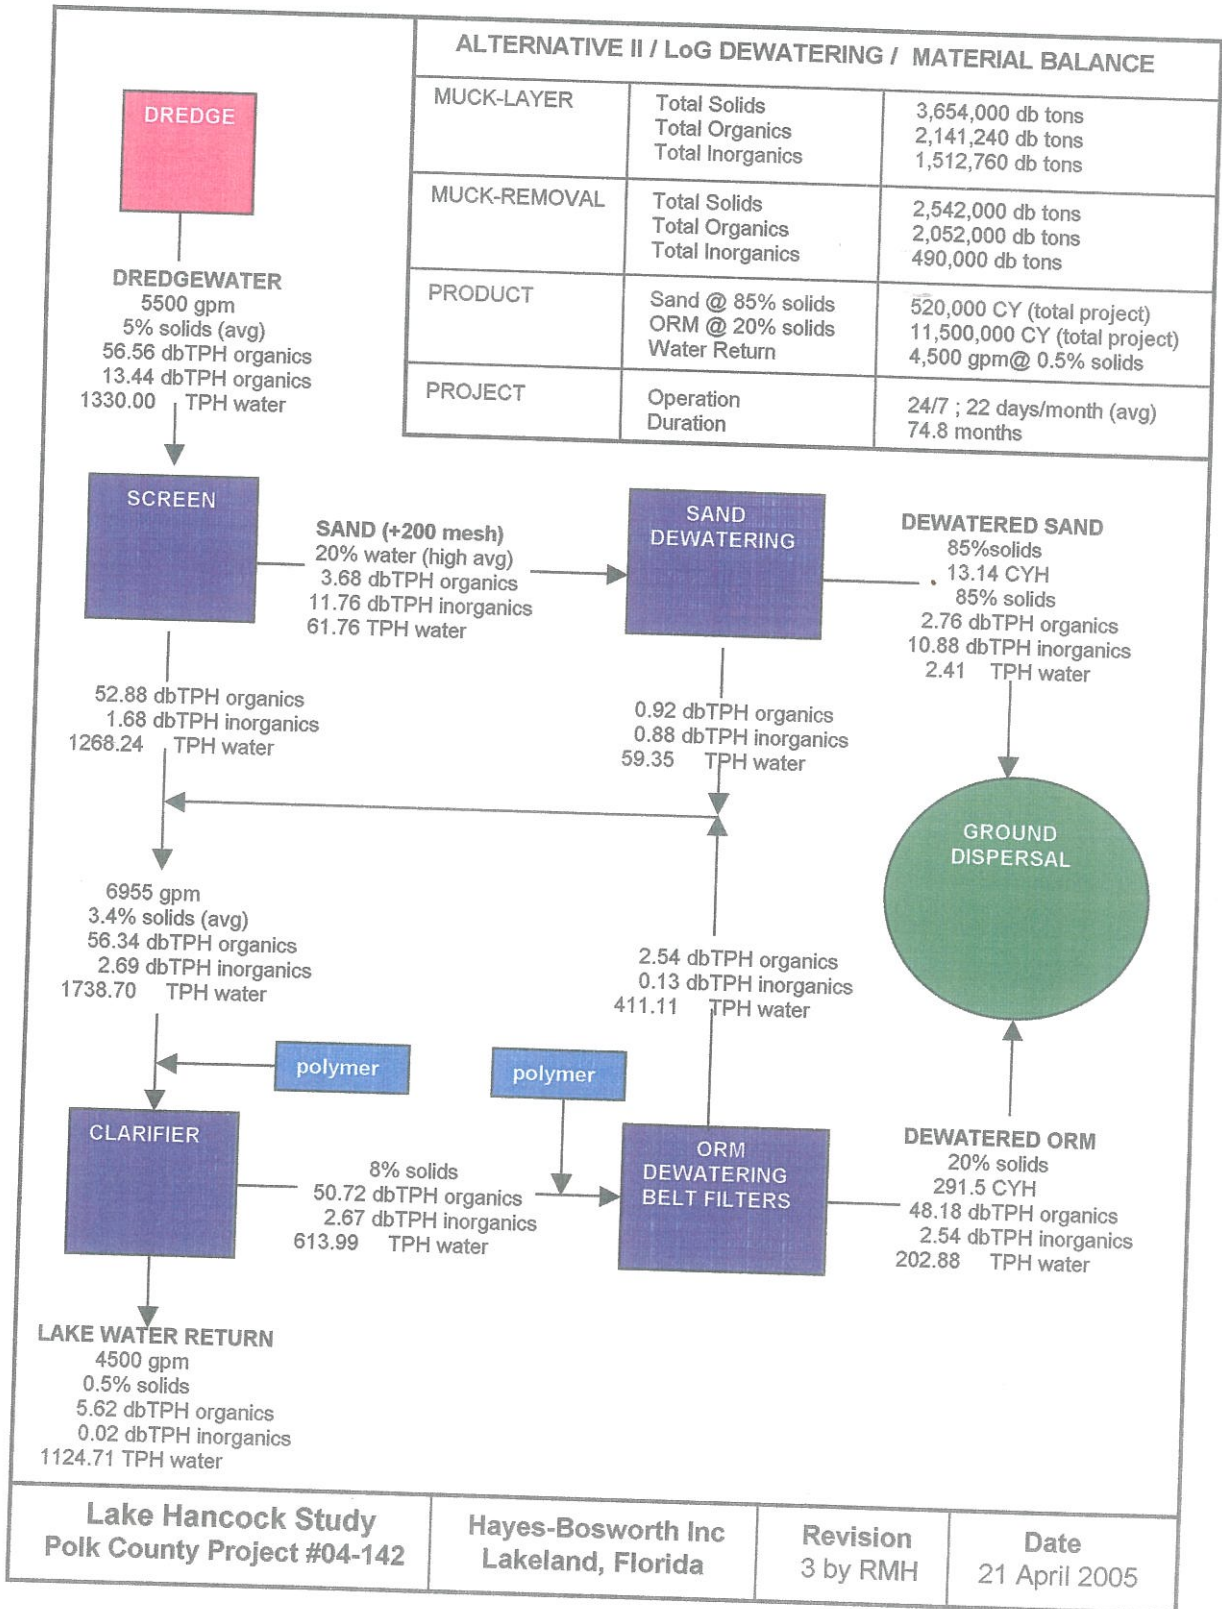 ALTERNATIVE II / LoG DEWATERING / MATERIAL BALANCE
MUCK-LAYER
Total Solids 3,654,000 db tons
Total Organics 2,141,240 db tons
Total Inorganics 1,512,760 db tons
MUCK-REMOVAL
Total Solids 2,542,000 db tons
Total Organics 2,052,000 db tons
Total Inorganics 490,000 db tons
PRODUCT
Sand @ 85% solids 520,000 CY (total project)
ORM @ 20% solids 11,500,000 CY (total project)
Water Return 4,500 gpm@ 0.5% solids
PROJECT
Operation 24/7 ; 22 days/month (avg)
Duration 74.8 months
DREDGE
DREDGEWATER
5500 gpm
5% solids (avg)
56.56 dbTPH organics
13.44 dbTPH organics
1330.00 TPH water
SCREEN
SAND (+200 mesh)
20% water (high avg)
3.68 dbTPH organics
11.76 dbTPH inorganics
61.76 TPH water
SAND
DEWATERING
DEWATERED SAND
85%solids
13.14 CYH
85% solids
2.76 dbTPH organics
10.88 dbTPH inorganics
2.41 TPH water
52.88 dbTPH organics
1.68 dbTPH inorganics
1268.24 TPH water
0.92 dbTPH organics
0.88 dbTPH inorganics
59.35 TPH water
GROUND
DISPERSAL
6955 gpm
3.4% solids (avg)
56.34 dbTPH organics
2.69 dbTPH inorganics
1738.70 TPH water
2.54 dbTPH organics
0.13 dbTPH inorganics
411.11 TPH water
polymer
polymer
CLARIFIER
8% solids
50.72 dbTPH organics
2.67 dbTPH inorganics
613.99 TPH water
ORM
DEWATERING
BELT FILTERS
DEWATERED ORM
20% solids
291.5 CYH
48.18 dbTPH organics
2.54 dbTPH inorganics
202.88 TPH water
LAKE WATER RETURN
4500 gpm
0.5% solids
5.62 dbTPH organics
0.02 dbTPH inorganics
1124.71 TPH water
Lake Hancock Study
Polk County Project #04-142
Hayes-Bosworth Inc
Lakeland, Florida
Revision
3 by RMH
Date
21 April 2005